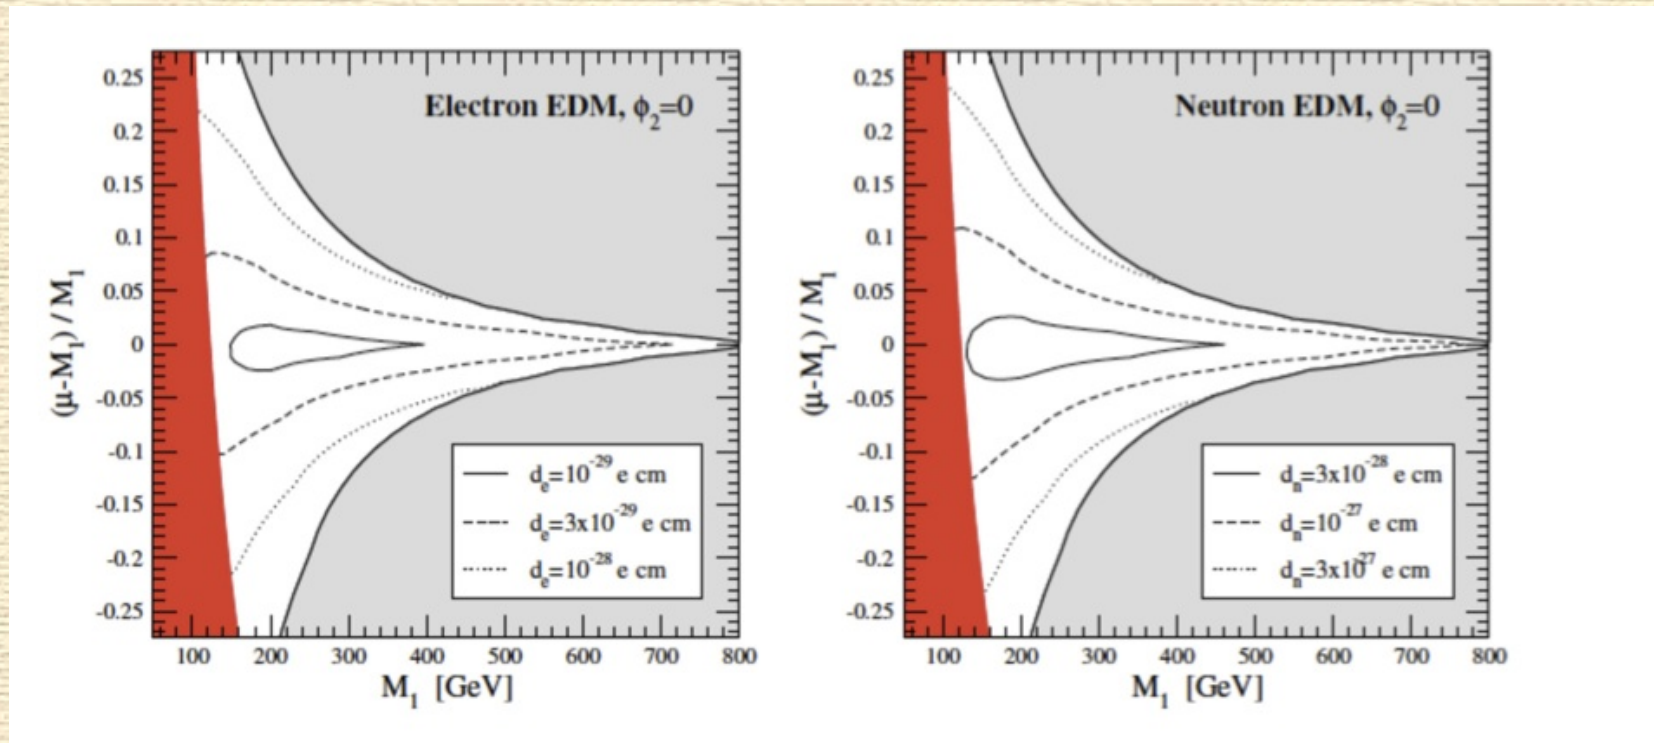 0.25
0.2
0.15
0.1
0.05
0
-0.05
-0.1
-0.15
-0.2
-0.25
(μ-M₁) / M₁
Electron EDM, ϕ₂=0
dₑ=10⁻²⁹ e cm
dₑ=3x10⁻²⁹ e cm
dₑ=10⁻²⁸ e cm
100 200 300 400 500 600 700 800
M₁ [GeV]
0.25
0.2
0.15
0.1
0.05
0
-0.05
-0.1
-0.15
-0.2
-0.25
(μ-M₁) / M₁
Neutron EDM, ϕ₂=0
dₙ=3x10⁻²⁸ e cm
dₙ=10⁻²⁷ e cm
dₙ=3x10⁻²⁷ e cm
100 200 300 400 500 600 700 800
M₁ [GeV]